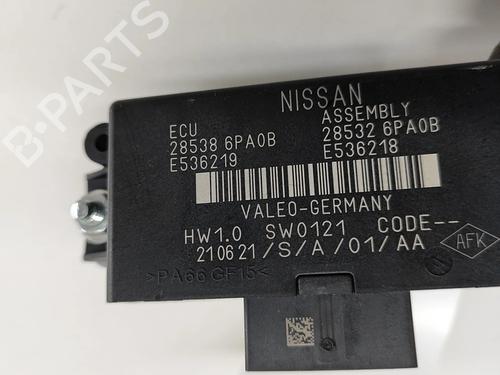 NISSAN
ECU
28538 6PA0B
E536219
ASSEMBLY
28532 6PA0B
E536218
VALEO-GERMANY
HW1.0 SW0121 CODE--
210621/S/A/01/AA
AFK
>PA66 GF15<
B-PARTS